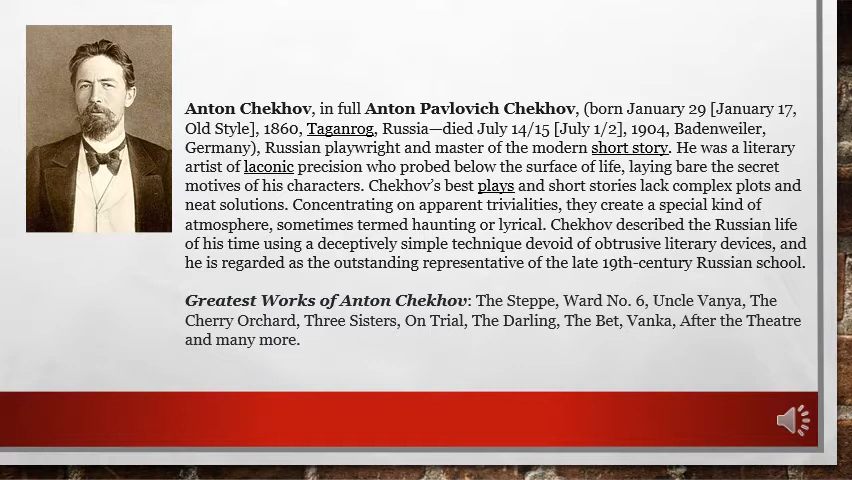 Anton Chekhov, in full Anton Pavlovich Chekhov, (born January 29 [January 17,
Old Style], 1860, Taganrog, Russia—died July 14/15 [July 1/2], 1904, Badenweiler,
Germany), Russian playwright and master of the modern short story. He was a literary
artist of laconic precision who probed below the surface of life, laying bare the secret
motives of his characters. Chekhov’s best plays and short stories lack complex plots and
neat solutions. Concentrating on apparent trivialities, they create a special kind of
atmosphere, sometimes termed haunting or lyrical. Chekhov described the Russian life
of his time using a deceptively simple technique devoid of obtrusive literary devices, and
he is regarded as the outstanding representative of the late 19th-century Russian school.
Greatest Works of Anton Chekhov: The Steppe, Ward No. 6, Uncle Vanya, The
Cherry Orchard, Three Sisters, On Trial, The Darling, The Bet, Vanka, After the Theatre
and many more.